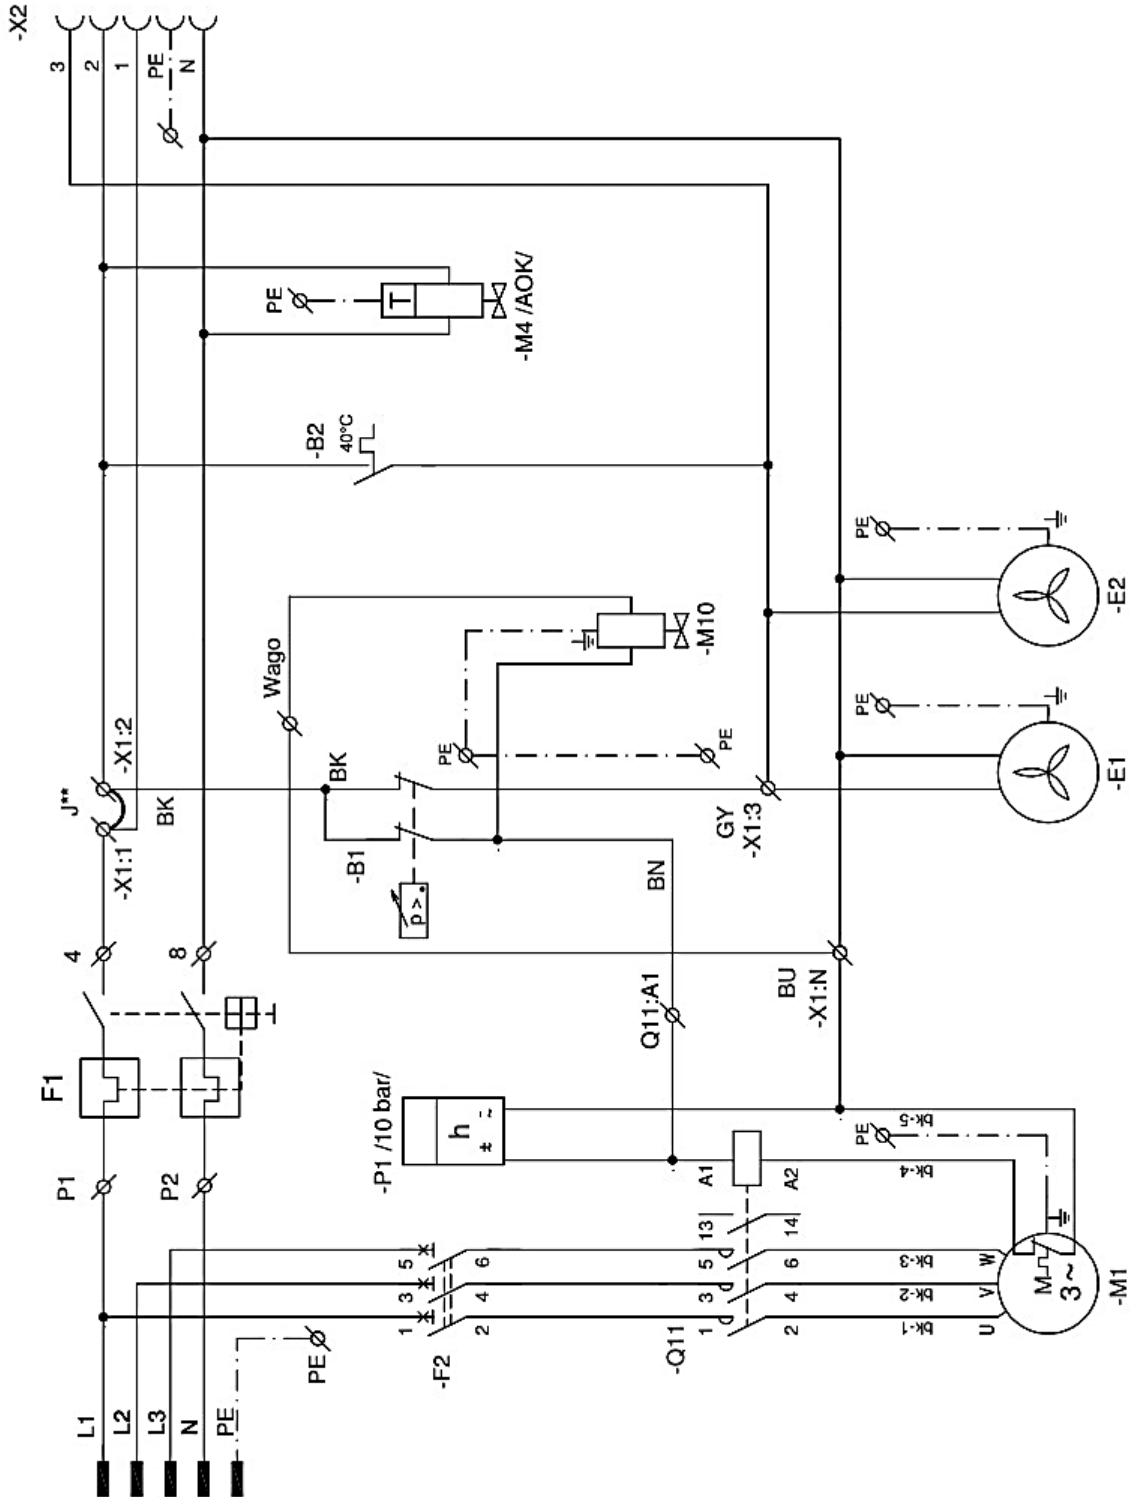 -X2
3
2
1
PE
N
PE
-M4 /AOK/
-B2
40°C
PE
-E2
-M10
Wago
J**
-X1:2
-X1:1
BK
BK
PE
PE
GY
-X1:3
PE
-E1
-B1
p >
BN
4
8
Q11:A1
BU
-X1:N
F1
-P1 /10 bar/
h
P1
P2
A1
A2
PE
bk-5
bk-4
13
14
5
6
5
6
bk-3
W
3
4
3
4
bk-2
V
1
2
1
2
bk-1
U
M
3~
-M1
-F2
-Q11
PE
L1
L2
L3
N
PE